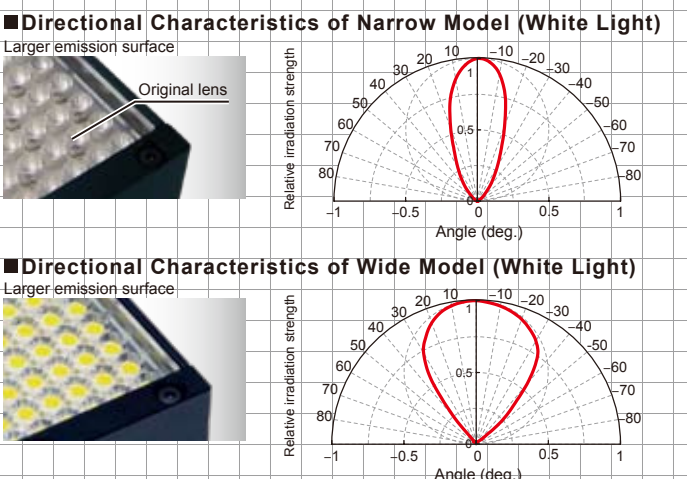 ■Directional Characteristics of Narrow Model (White Light)
Larger emission surface
Original lens
Relative irradiation strength
10 −10
20 −20
30 −30
40 −40
50 −50
60 −60
70 −70
80 −80
1
0,5
0
−1 −0.5 0 0.5 1
Angle (deg.)
■Directional Characteristics of Wide Model (White Light)
Larger emission surface
Relative irradiation strength
10 −10
20 −20
30 −30
40 −40
50 −50
60 −60
70 −70
80 −80
1
0.5
0
−1 −0.5 0 0.5 1
Angle (deg.)